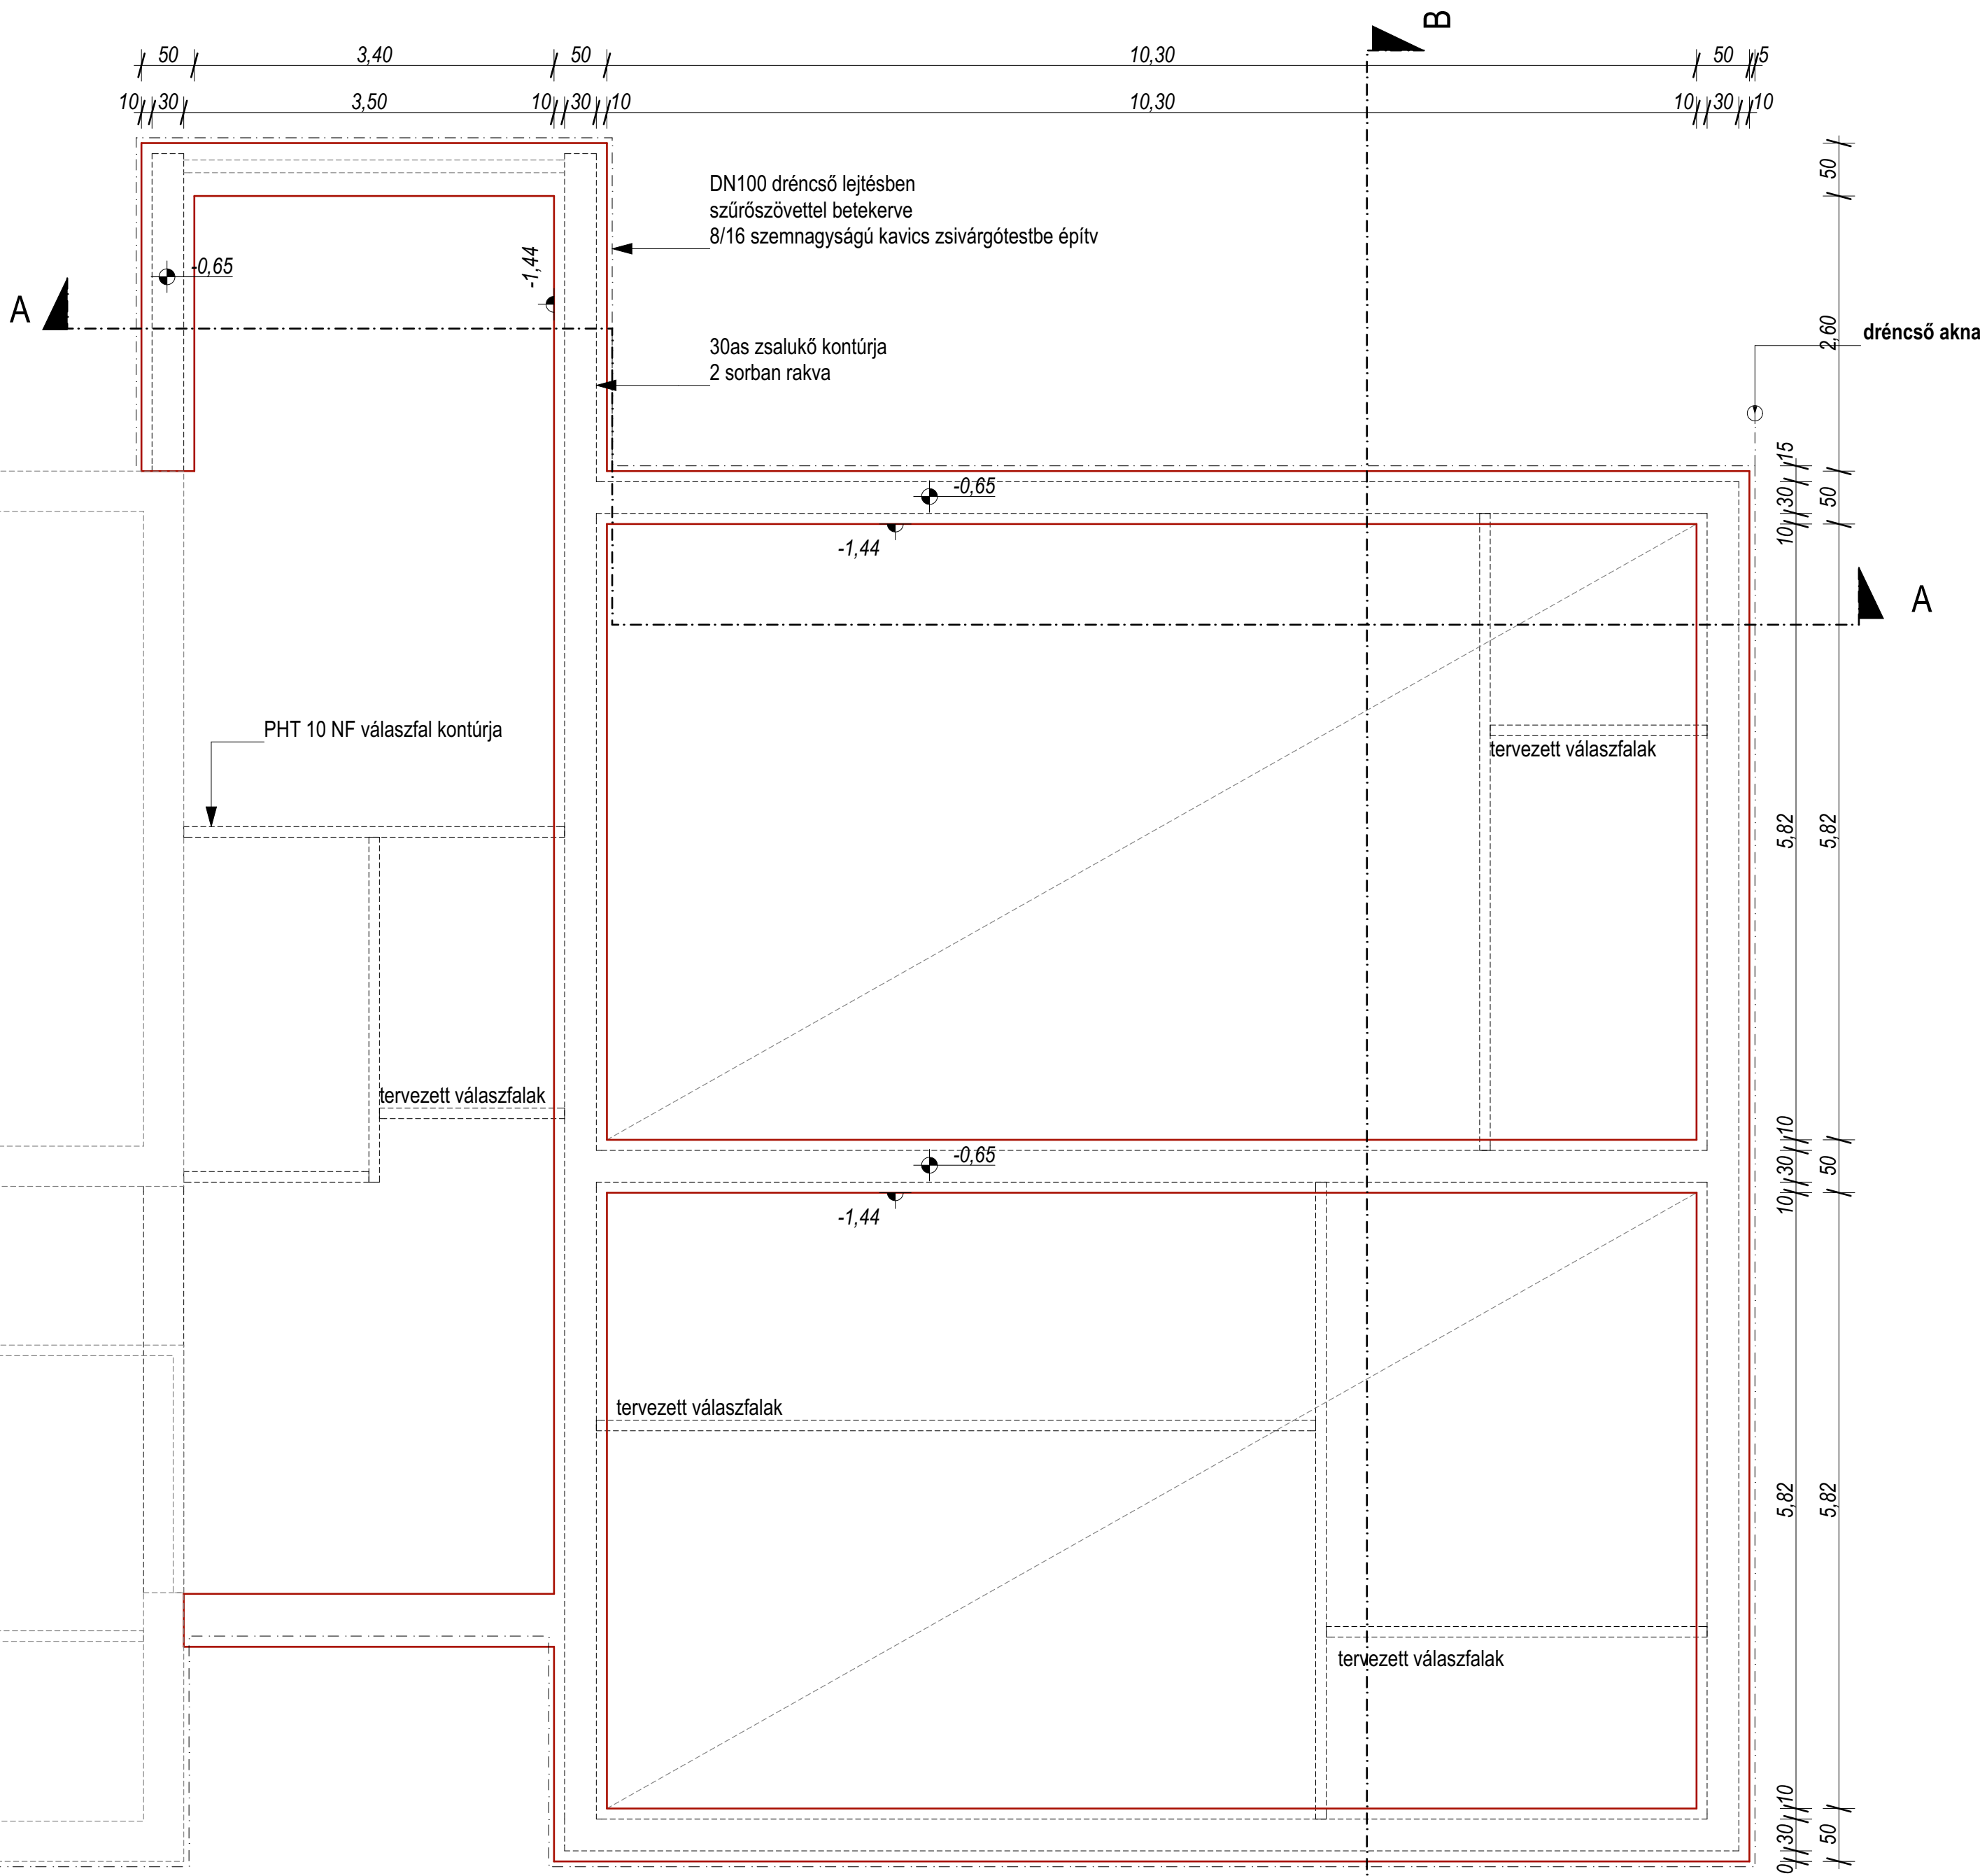 B
50 3,40 50 10,30 50 5
10 30 3,50 10 30 10 10,30 10 30 10
50
DN100 dréncső lejtésben
szűrőszövettel betekerve
8/16 szemnagyságú kavics zsivárgótestbe építv
-0,65
-1,44
A
2,60
dréncső akna
30as zsalukő kontúrja
2 sorban rakva
15
30 50
10
-0,65
-1,44
A
PHT 10 NF válaszfal kontúrja
tervezett válaszfalak
5,82 5,82
tervezett válaszfalak
10
30 50
10
-0,65
-1,44
tervezett válaszfalak
5,82 5,82
tervezett válaszfalak
10
30 50
0